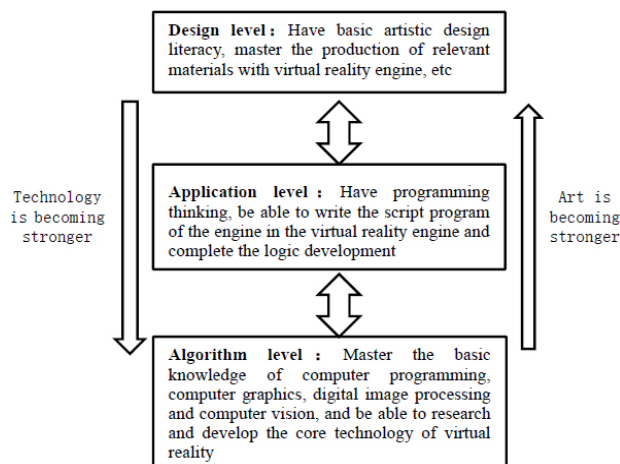 Design level：Have basic artistic design
literacy, master the production of relevant
materials with virtual reality engine, etc
Technology
is becoming
stronger
Application level： Have programming
thinking, be able to write the script program
of the engine in the virtual reality engine and
complete the logic development
Art is
becoming
stronger
Algorithm level ： Master the basic
knowledge of computer programming,
computer graphics, digital image processing
and computer vision, and be able to research
and develop the core technology of virtual
reality